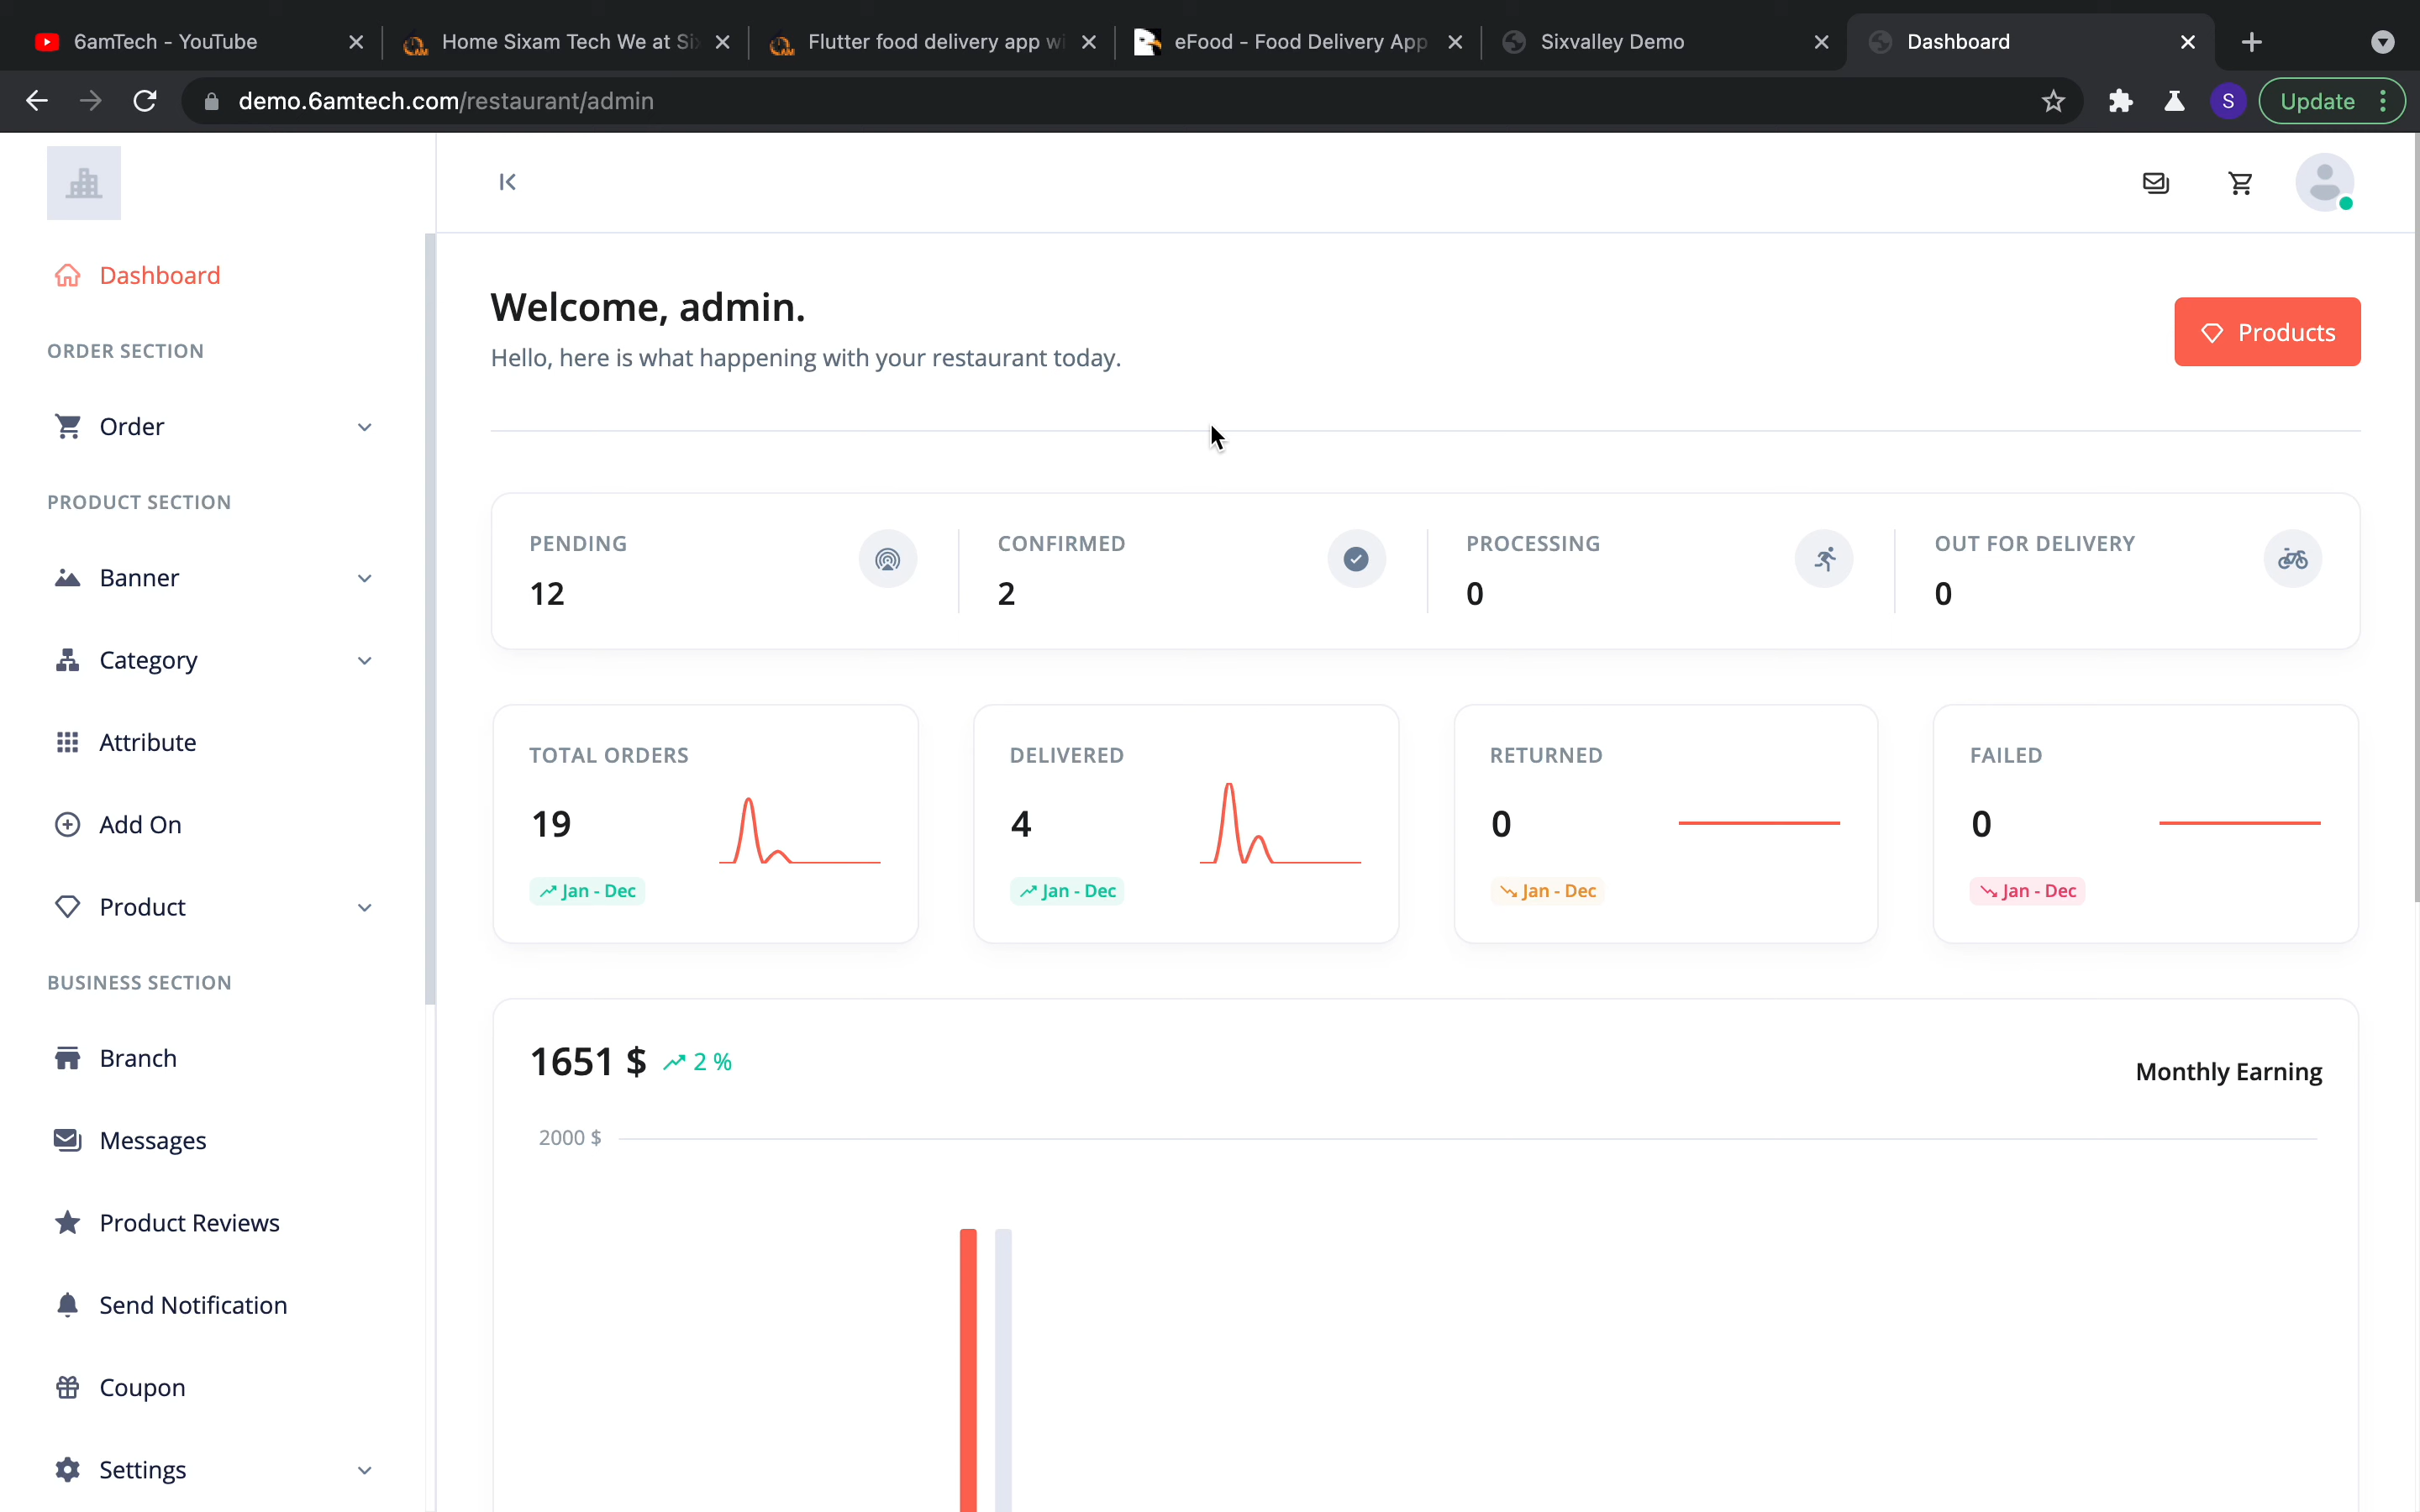 6amTech - YouTube
Home Sixam Tech We at Si
Flutter food delivery app wi
eFood - Food Delivery App
Sixvalley Demo
Dashboard
demo.6amtech.com/restaurant/admin
S
Update
Dashboard
ORDER SECTION
Order
PRODUCT SECTION
Banner
Category
Attribute
Add On
Product
BUSINESS SECTION
Branch
Messages
Product Reviews
Send Notification
Coupon
Settings
Welcome, admin.
Hello, here is what happening with your restaurant today.
Products
PENDING
12
CONFIRMED
2
PROCESSING
0
OUT FOR DELIVERY
0
TOTAL ORDERS
19
Jan - Dec
DELIVERED
4
Jan - Dec
RETURNED
0
Jan - Dec
FAILED
0
Jan - Dec
1651 $ 2 %
Monthly Earning
2000 $